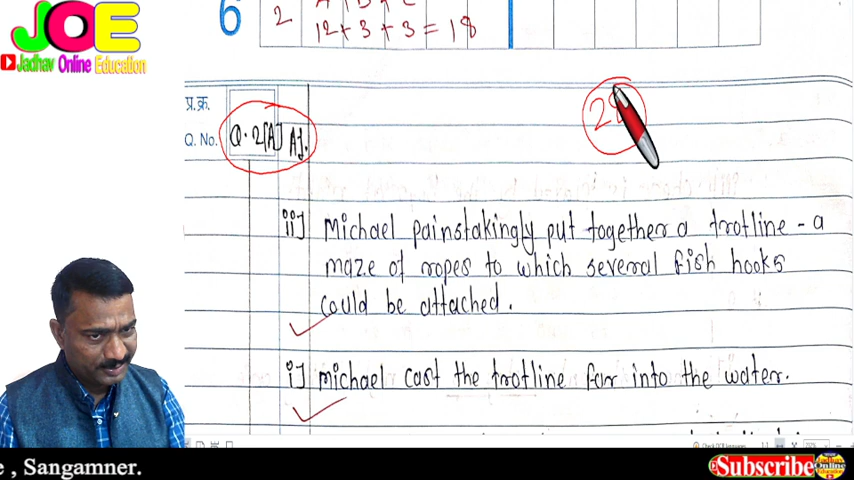 JOE
Jadhav Online Education
6
2
12 + 3 + 3 = 18
प्र.क्र.
Q. No.
Q. 2[A] A1.
ii] Michael painstakingly put together a trotline - a
maze of ropes to which several fish hooks
could be attached.
i] Michael cast the trotline far into the water.
, Sangamner.
Subscribe
Online